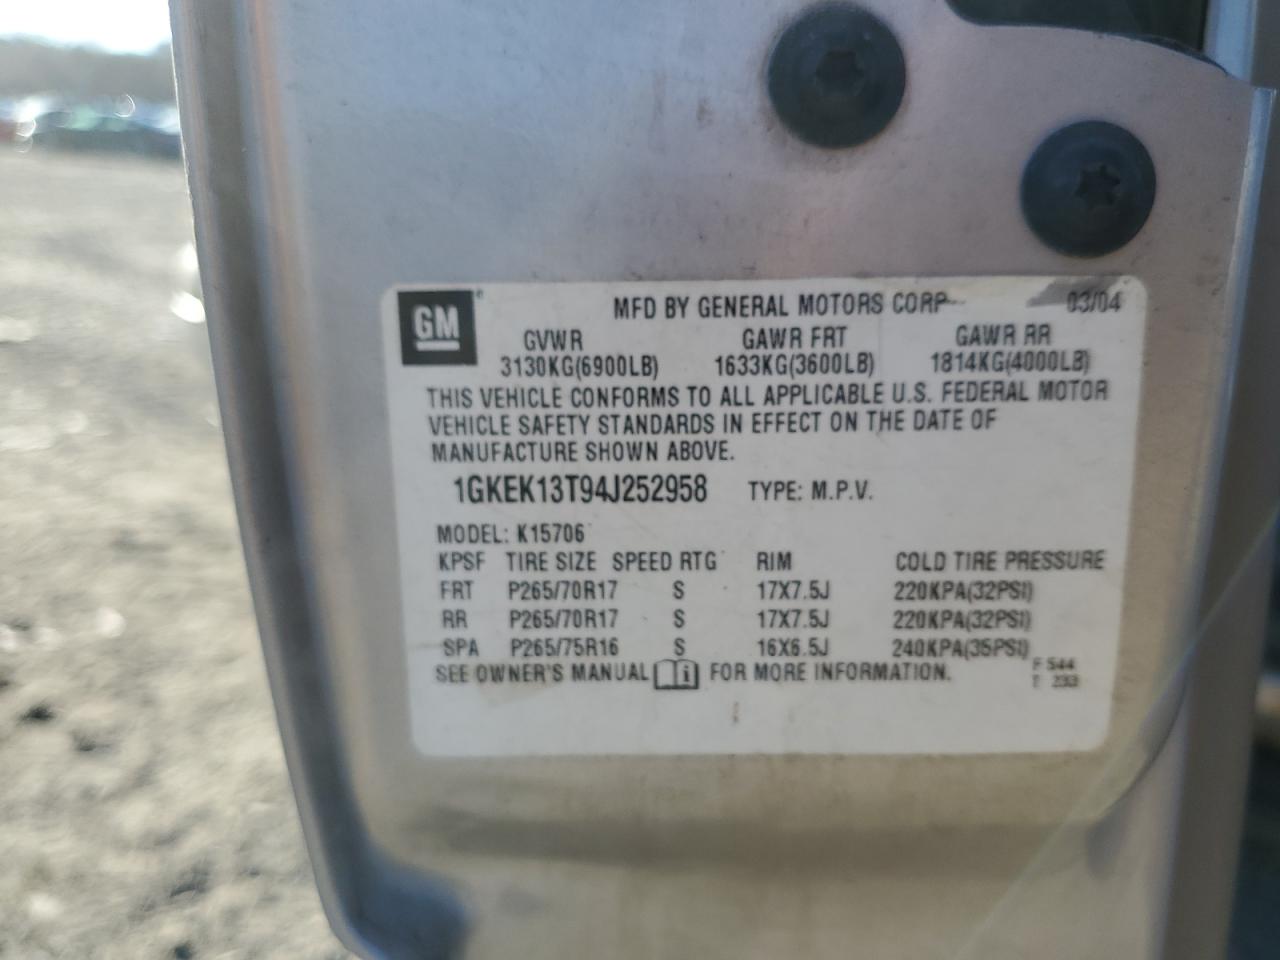 GM
MFD BY GENERAL MOTORS CORP 03/04
GVWR GAWR FRT GAWR RR
3130KG(6900LB) 1633KG(3600LB) 1814KG(4000LB)
THIS VEHICLE CONFORMS TO ALL APPLICABLE U.S. FEDERAL MOTOR
VEHICLE SAFETY STANDARDS IN EFFECT ON THE DATE OF
MANUFACTURE SHOWN ABOVE.
1GKEK13T94J252958 TYPE: M.P.V.
MODEL: K15706
KPSF TIRE SIZE SPEED RTG RIM COLD TIRE PRESSURE
FRT P265/70R17 S 17X7.5J 220KPA(32PSI)
RR P265/70R17 S 17X7.5J 220KPA(32PSI)
SPA P265/75R16 S 16X6.5J 240KPA(35PSI)
SEE OWNER'S MANUAL i FOR MORE INFORMATION.
F 544
T 233